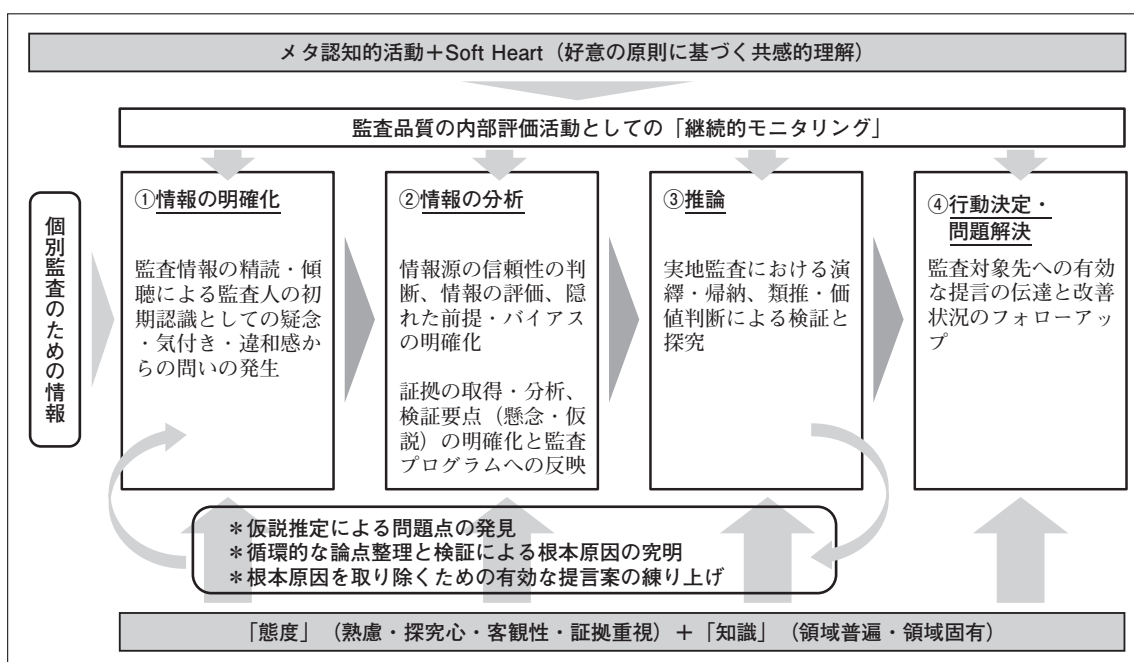 メタ認知的活動＋Soft Heart（好意の原則に基づく共感的理解）
監査品質の内部評価活動としての「継続的モニタリング」
個別監査のための情報
①情報の明確化
監査情報の精読・傾
聴による監査人の初
期認識としての疑念
・気付き・違和感か
らの問いの発生
②情報の分析
情報源の信頼性の判
断、情報の評価、隠
れた前提・バイアス
の明確化
証拠の取得・分析、
検証要点（懸念・仮
説）の明確化と監査
プログラムへの反映
③推論
実地監査における演
繹・帰納、類推・価
値判断による検証と
探究
④行動決定・
問題解決
監査対象先への有効
な提言の伝達と改善
状況のフォローアッ
プ
＊仮説推定による問題点の発見
＊循環的な論点整理と検証による根本原因の究明
＊根本原因を取り除くための有効な提言案の練り上げ
「態度」（熟慮・探究心・客観性・証拠重視）＋「知識」（領域普遍・領域固有）